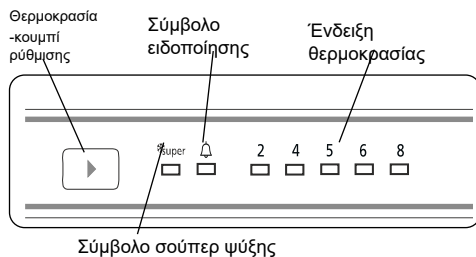 Θερμοκρασία
-κουμπί
ρύθμισης
Σύμβολο
ειδοποίησης
Ένδειξη
θερμοκρασίας
super
2 4 5 6 8
Σύμβολο σούπερ ψύξης